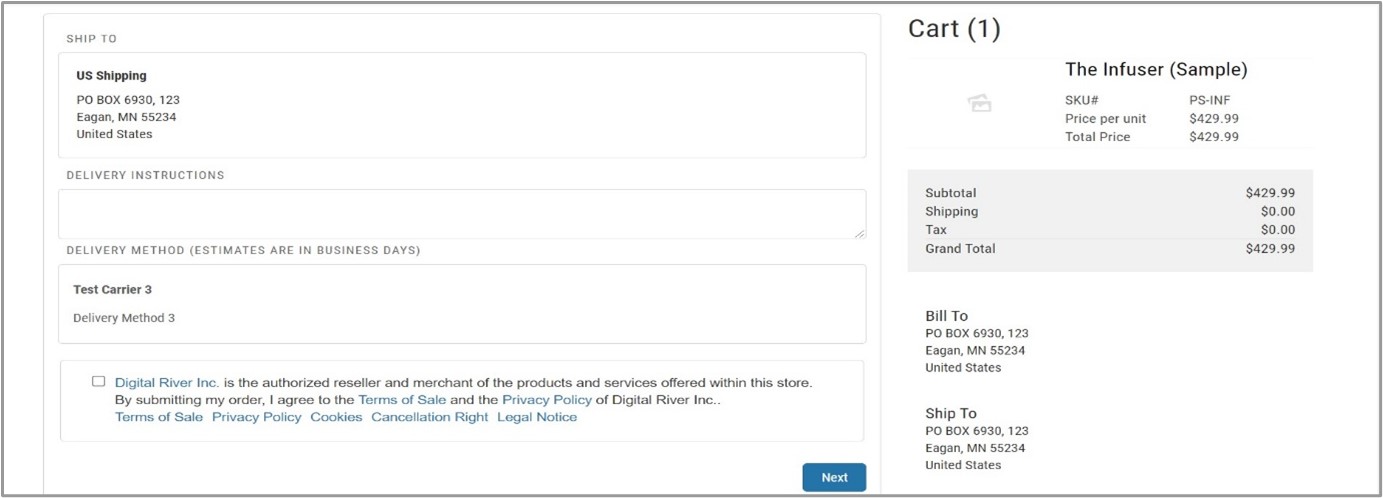 SHIP TO
US Shipping
PO BOX 6930, 123
Eagan, MN 55234
United States
DELIVERY INSTRUCTIONS
DELIVERY METHOD (ESTIMATES ARE IN BUSINESS DAYS)
Test Carrier 3
Delivery Method 3
Digital River Inc. is the authorized reseller and merchant of the products and services offered within this store.
By submitting my order, I agree to the Terms of Sale and the Privacy Policy of Digital River Inc..
Terms of Sale Privacy Policy Cookies Cancellation Right Legal Notice
Next
Cart (1)
The Infuser (Sample)
SKU# PS-INF
Price per unit $429.99
Total Price $429.99
Subtotal $429.99
Shipping $0.00
Tax $0.00
Grand Total $429.99
Bill To
PO BOX 6930, 123
Eagan, MN 55234
United States
Ship To
PO BOX 6930, 123
Eagan, MN 55234
United States